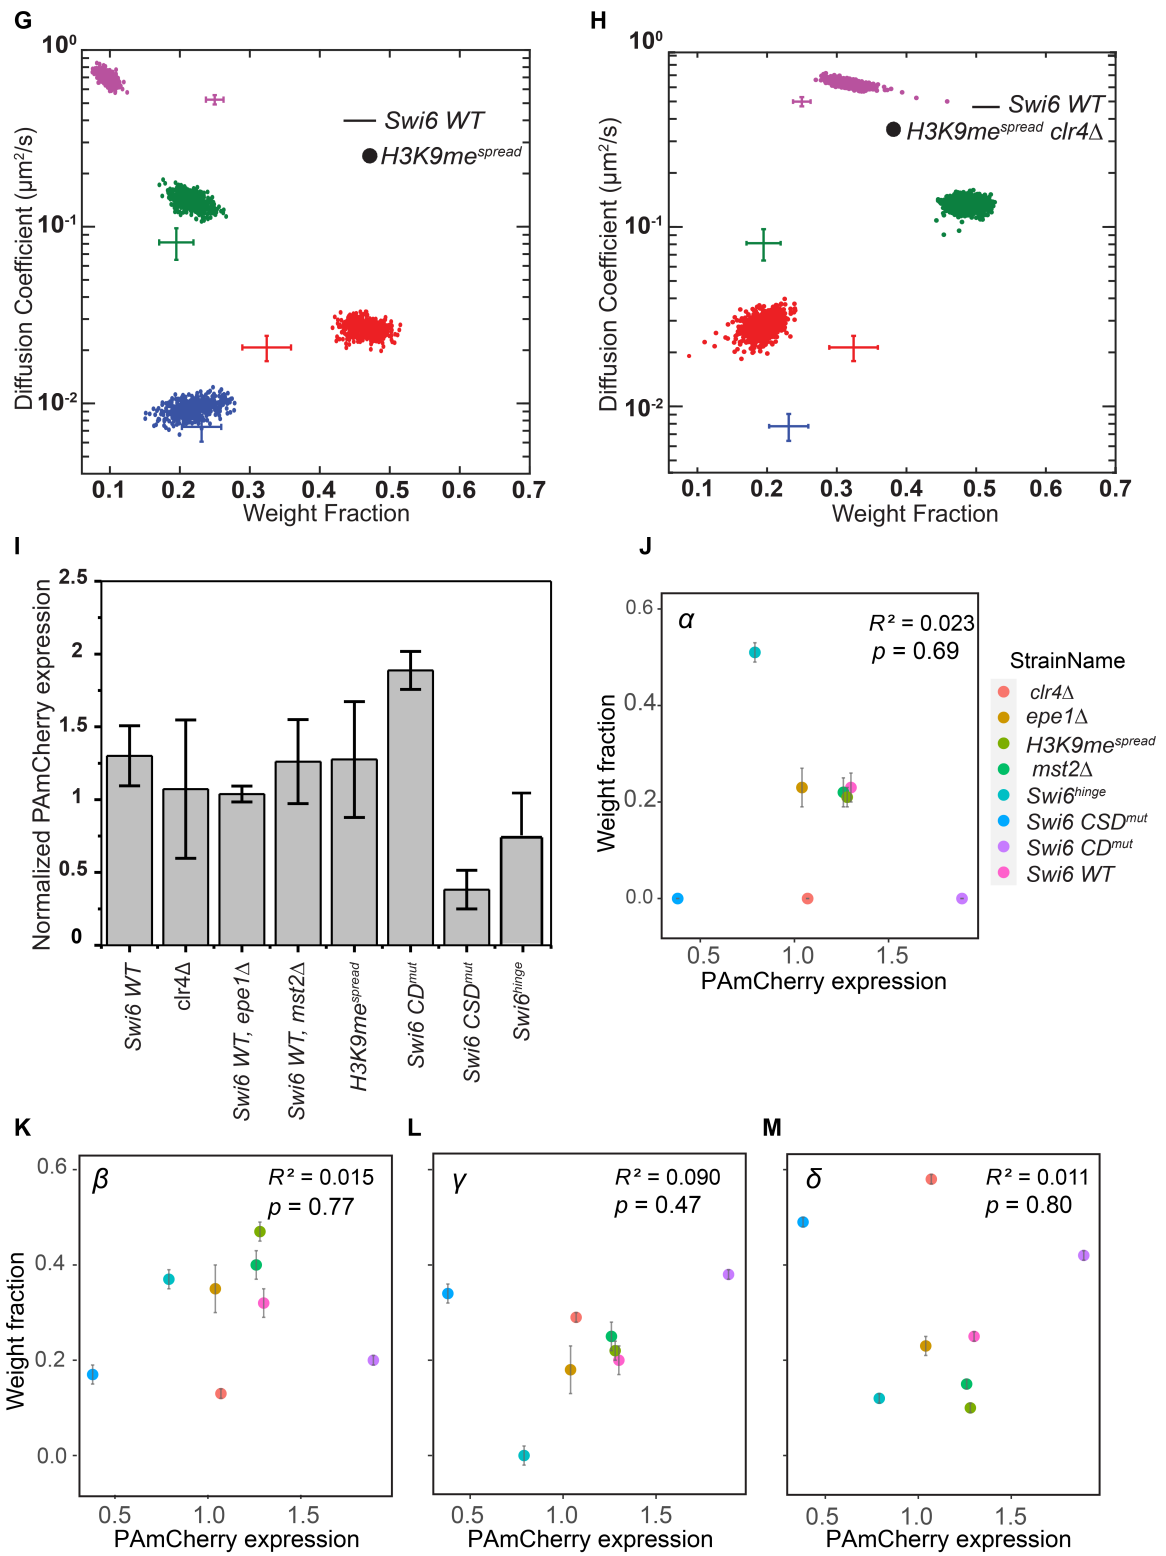 G
10⁰
10⁻¹
10⁻²
Diffusion Coefficient (μm²/s)
Swi6 WT
H3K9me^spread
0.1 0.2 0.3 0.4 0.5 0.6 0.7
Weight Fraction
H
10⁰
10⁻¹
10⁻²
Diffusion Coefficient (μm²/s)
Swi6 WT
H3K9me^spread clr4Δ
0.1 0.2 0.3 0.4 0.5 0.6 0.7
Weight Fraction
I
Normalized PAmCherry expression
2.5
2
1.5
1
0.5
0
Swi6 WT
clr4Δ
Swi6 WT, epe1Δ
Swi6 WT, mst2Δ
H3K9me^spread
Swi6 CD^mut
Swi6 CSD^mut
Swi6^hinge
J
α
R² = 0.023
p = 0.69
0.6
0.4
0.2
0.0
Weight fraction
0.5 1.0 1.5
PAmCherry expression
StrainName
clr4Δ
epe1Δ
H3K9me^spread
mst2Δ
Swi6^hinge
Swi6 CSD^mut
Swi6 CD^mut
Swi6 WT
K
β
R² = 0.015
p = 0.77
0.6
0.4
0.2
0.0
Weight fraction
0.5 1.0 1.5
PAmCherry expression
L
γ
R² = 0.090
p = 0.47
0.5 1.0 1.5
PAmCherry expression
M
δ
R² = 0.011
p = 0.80
0.5 1.0 1.5
PAmCherry expression